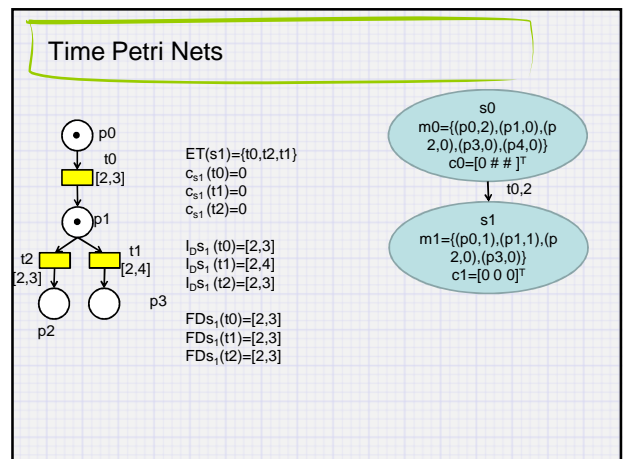 Time Petri Nets
p0
t0
[2,3]
p1
t2
[2,3]
t1
[2,4]
p3
p2
ET(s1)={t0,t2,t1}
cs1(t0)=0
cs1(t1)=0
cs1(t2)=0
IDs1 (t0)=[2,3]
IDs1 (t1)=[2,4]
IDs1 (t2)=[2,3]
FDs1(t0)=[2,3]
FDs1(t1)=[2,3]
FDs1(t2)=[2,3]
s0
m0={(p0,2),(p1,0),(p
2,0),(p3,0),(p4,0)}
c0=[0 # # ]T
t0,2
s1
m1={(p0,1),(p1,1),(p
2,0),(p3,0)}
c1=[0 0 0]T